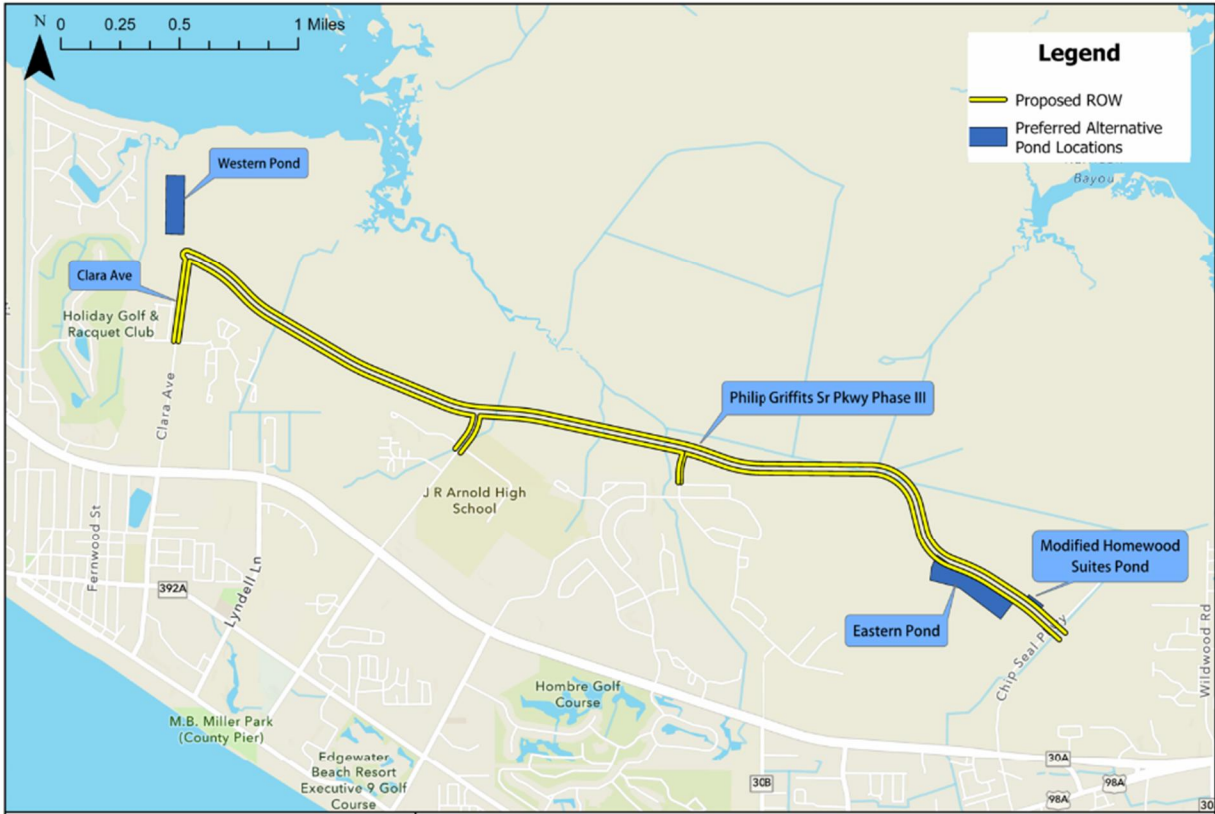 N
0 0.25 0.5 1 Miles
Legend
Proposed ROW
Preferred Alternative
Pond Locations
Bayou
Western Pond
Clara Ave
Holiday Golf &
Racquet Club
Clara Ave
Philip Griffits Sr Pkwy Phase III
J R Arnold High
School
Modified Homewood
Suites Pond
Fernwood St
392A
Lyndell Ln
Eastern Pond
Chip Seal
Wildwood Rd
Hombre Golf
Course
M.B. Miller Park
(County Pier)
Edgewater
Beach Resort
Executive 9 Golf
Course
30A
30B
98A
98A
30